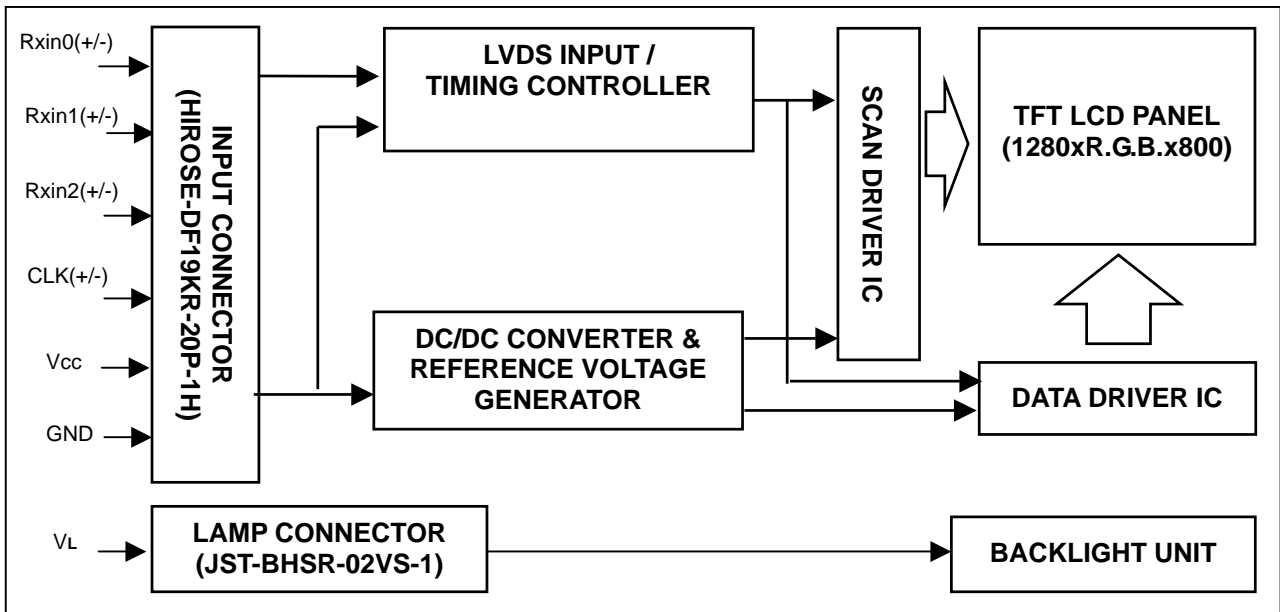 Rxin0(+/-)
Rxin1(+/-)
Rxin2(+/-)
CLK(+/-)
Vcc
GND
INPUT CONNECTOR
(HIROSE-DF19KR-20P-1H)
LVDS INPUT /
TIMING CONTROLLER
DC/DC CONVERTER &
REFERENCE VOLTAGE
GENERATOR
SCAN DRIVER IC
TFT LCD PANEL
(1280xR.G.B.x800)
DATA DRIVER IC
VL
LAMP CONNECTOR
(JST-BHSR-02VS-1)
BACKLIGHT UNIT